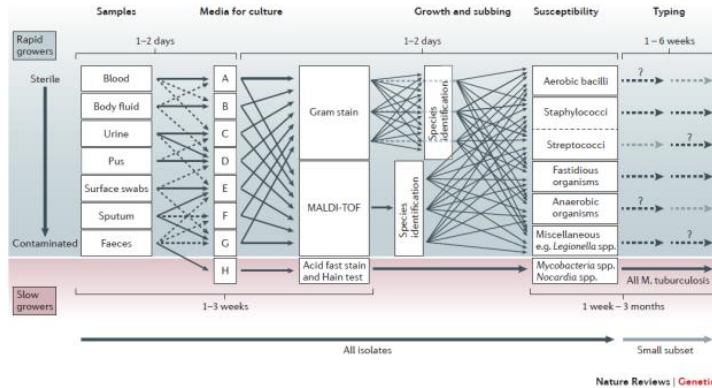 Samples
Media for culture
Growth and subbing
Susceptibility
Typing
Rapid
growers
1–2 days
1–2 days
1 – 6 weeks
Sterile
Contaminated
Blood
Body fluid
Urine
Pus
Surface swabs
Sputum
Faeces
A
B
C
D
E
F
G
H
Gram stain
MALDI-TOF
Acid fast stain
and Hain test
Species
identification
Species
identification
Aerobic bacilli
Staphylococci
Streptococci
Fastidious
organisms
Anaerobic
organisms
Miscellaneous
e.g. Legionella spp.
Mycobacteria spp.
Nocardia spp.
?
?
?
?
All M. tuburculosis
Slow
growers
1–3 weeks
1 week – 3 months
All isolates
Small subset
Nature Reviews | Genetic